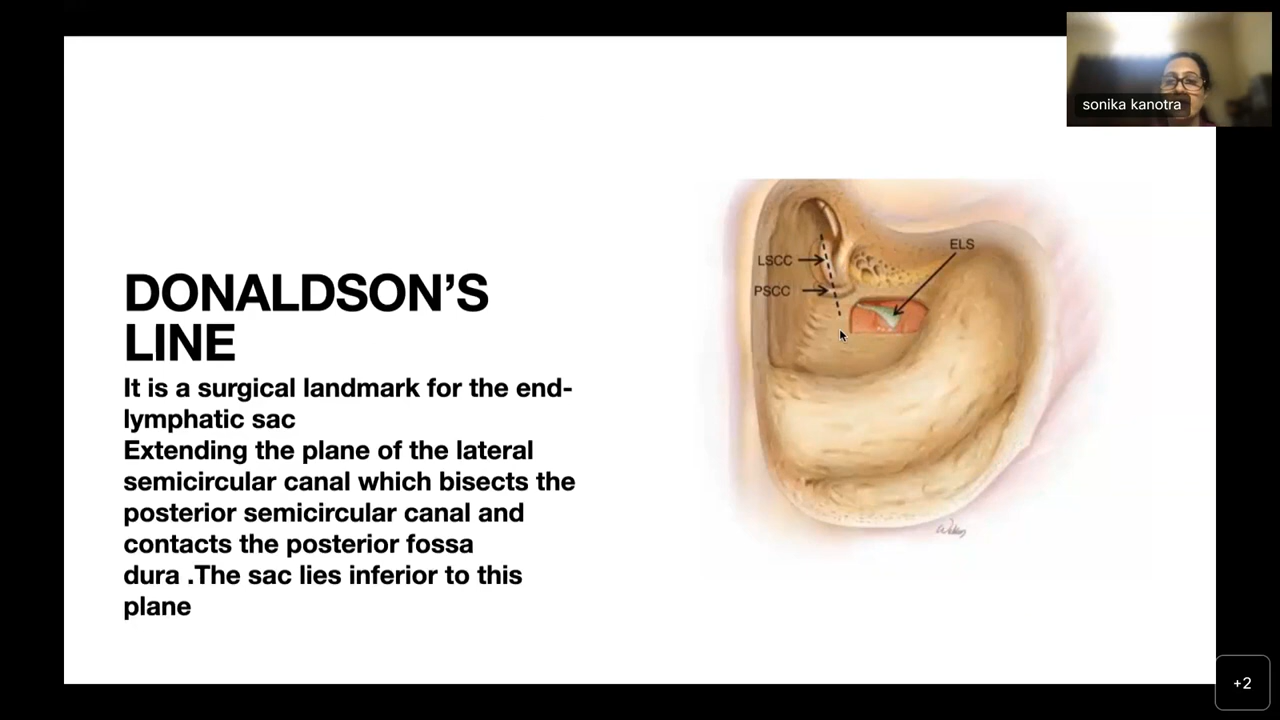 sonika kanotra
DONALDSON'S
LINE
It is a surgical landmark for the end-
lymphatic sac
Extending the plane of the lateral
semicircular canal which bisects the
posterior semicircular canal and
contacts the posterior fossa
dura .The sac lies inferior to this
plane
LSCC
PSCC
ELS
+2